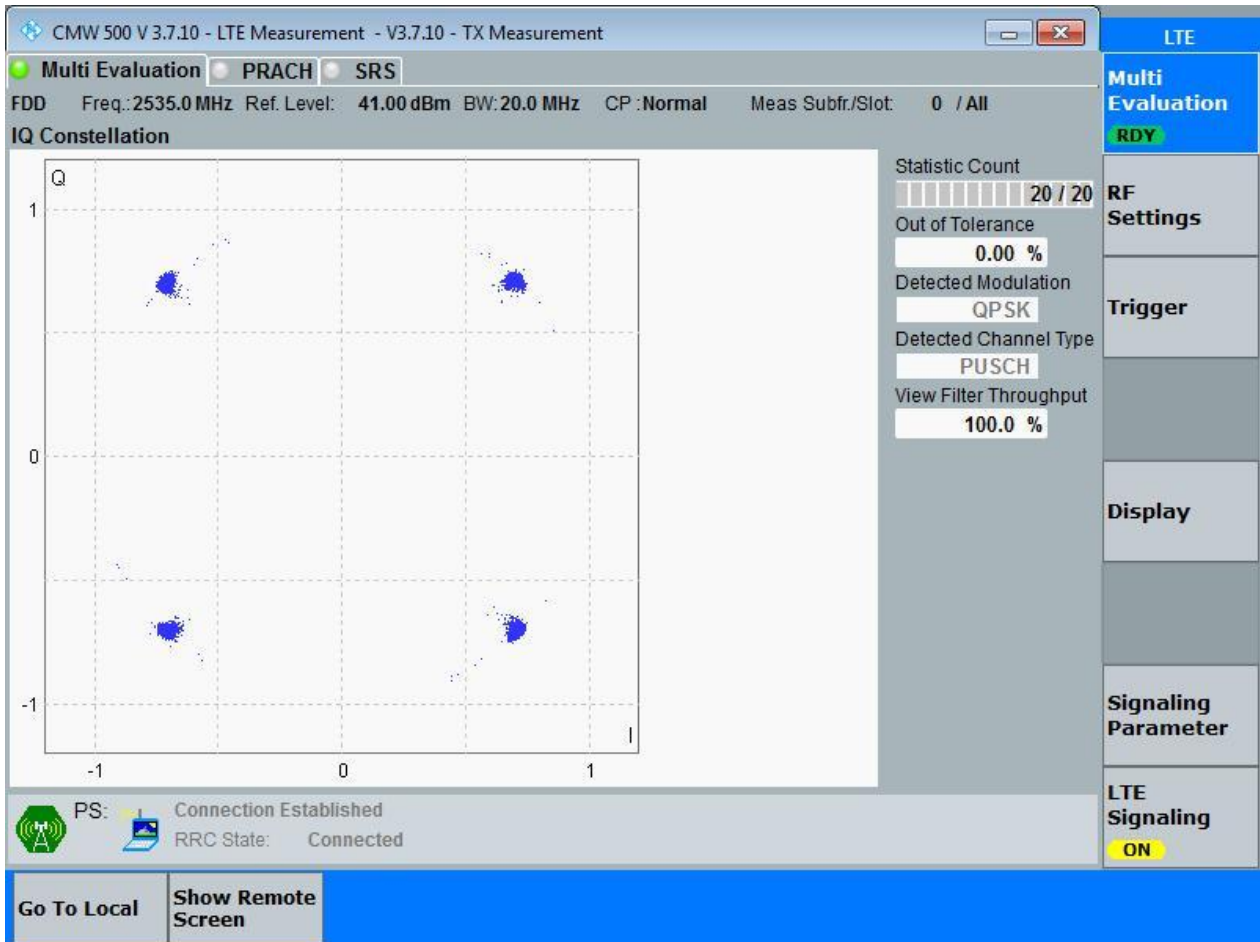 CMW 500 V 3.7.10 - LTE Measurement - V3.7.10 - TX Measurement
LTE
Multi Evaluation PRACH SRS
FDD Freq.: 2535.0 MHz Ref. Level: 41.00 dBm BW: 20.0 MHz CP : Normal Meas Subfr./Slot: 0 / All
IQ Constellation
Q
1
0
-1
-1 0 1
I
Statistic Count
20 / 20
Out of Tolerance
0.00 %
Detected Modulation
QPSK
Detected Channel Type
PUSCH
View Filter Throughput
100.0 %
Multi
Evaluation
RDY
RF
Settings
Trigger
Display
Signaling
Parameter
LTE
Signaling
ON
PS: Connection Established
RRC State: Connected
Go To Local
Show Remote
Screen